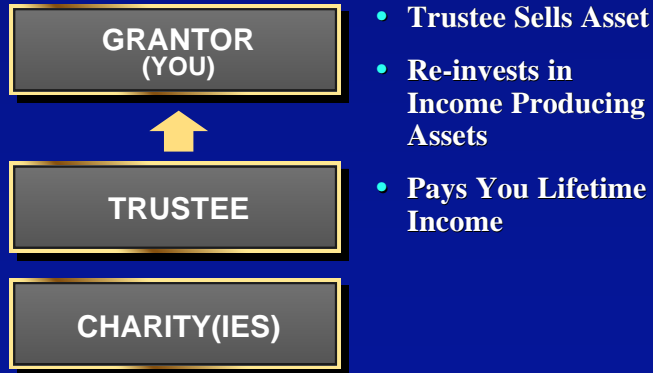 GRANTOR
(YOU)
TRUSTEE
CHARITY(IES)
• Trustee Sells Asset
• Re-invests in
Income Producing
Assets
• Pays You Lifetime
Income